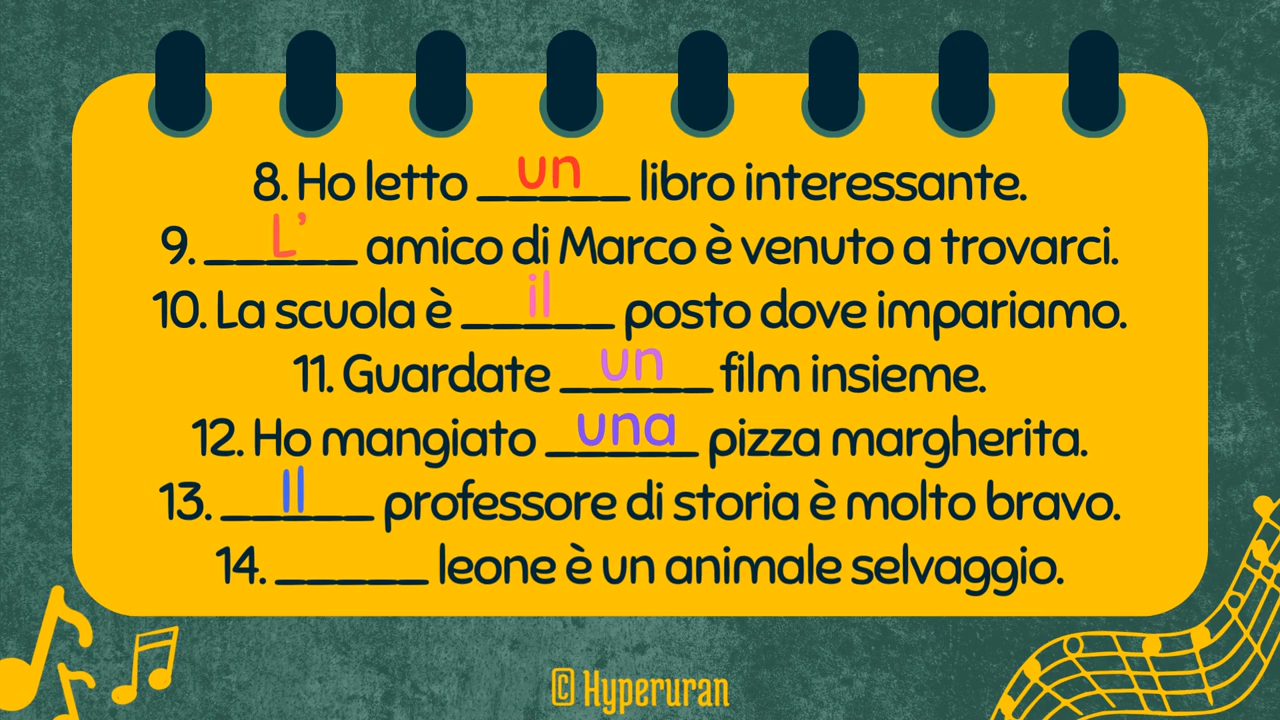 8. Ho letto un libro interessante.
9. L' amico di Marco è venuto a trovarci.
10. La scuola è il posto dove impariamo.
11. Guardate un film insieme.
12. Ho mangiato una pizza margherita.
13. Il professore di storia è molto bravo.
14. _____ leone è un animale selvaggio.
© Hyperuran